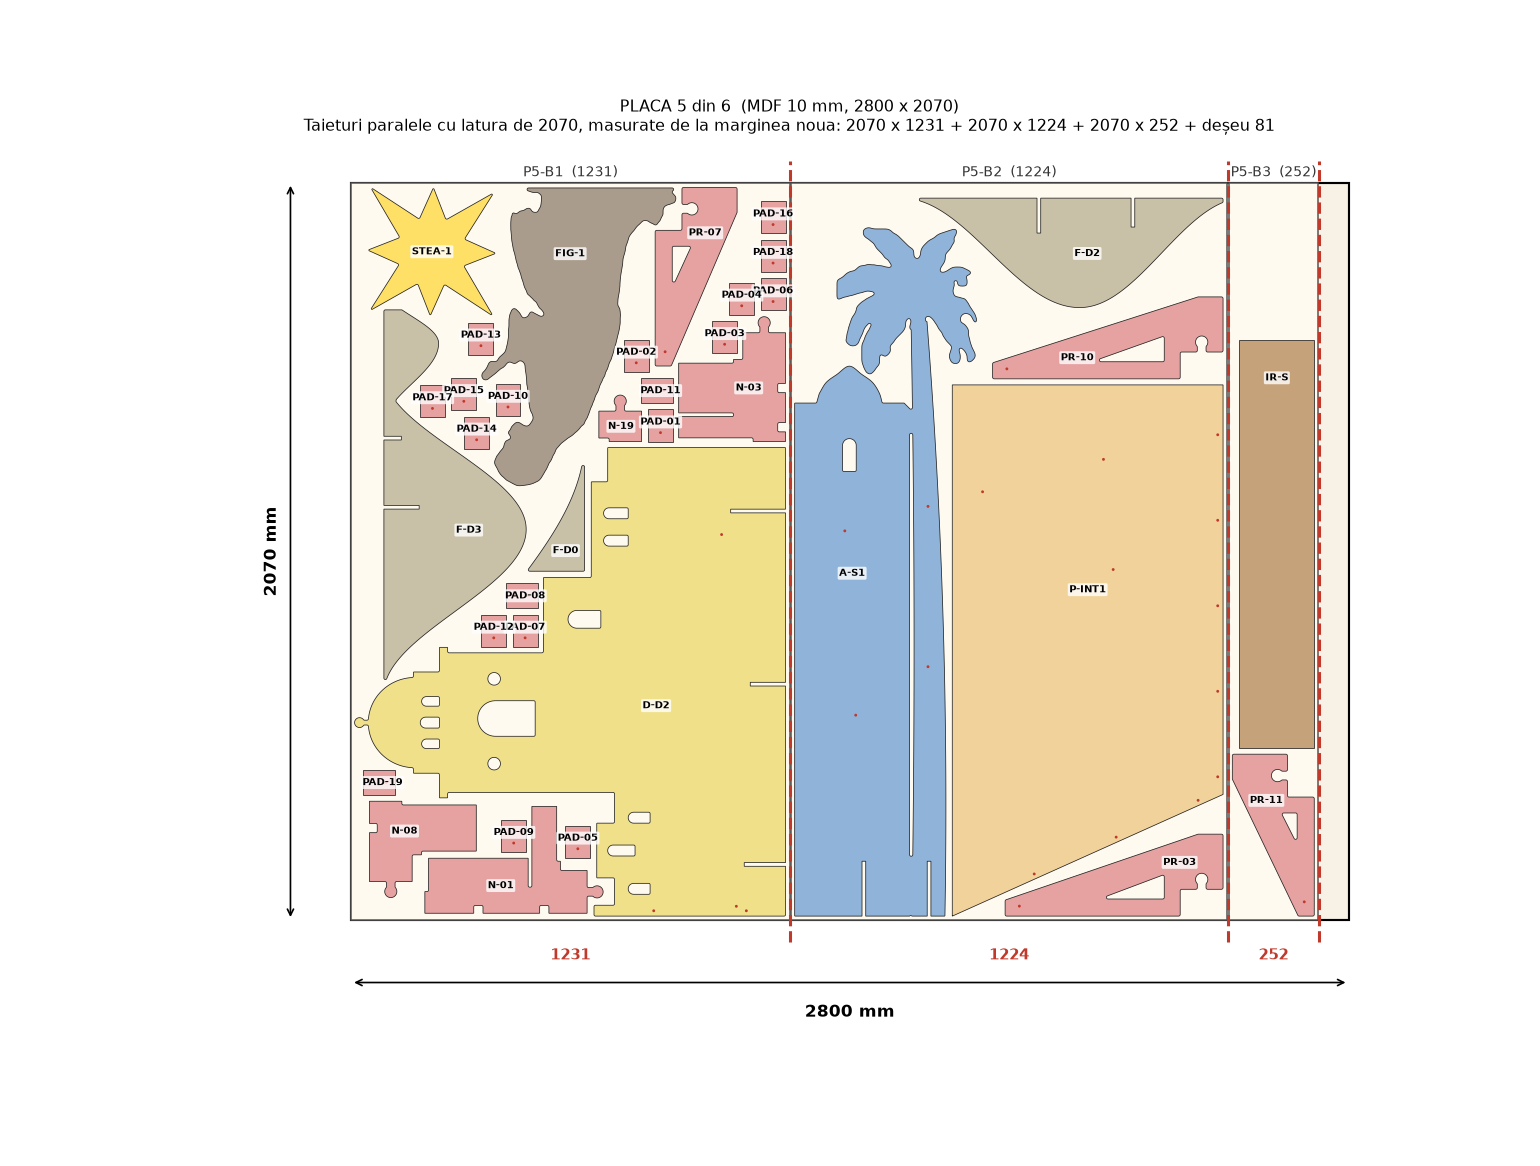 PLACA 5 din 6  (MDF 10 mm, 2800 x 2070)
Taieturi paralele cu latura de 2070, masurate de la marginea noua: 2070 x 1231 + 2070 x 1224 + 2070 x 252 + deșeu 81
P5-B1  (1231)
P5-B2  (1224)
P5-B3  (252)
STEA-1
FIG-1
PR-07
PAD-16
PAD-18
PAD-06
PAD-04
PAD-03
PAD-02
PAD-13
PAD-15
PAD-17
PAD-10
PAD-14
PAD-11
PAD-01
N-03
N-19
F-D3
F-D0
PAD-08
PAD-12
AD-07
D-D2
PAD-19
N-08
PAD-09
PAD-05
N-01
F-D2
PR-10
A-S1
P-INT1
PR-03
IR-S
PR-11
2070 mm
1231
1224
252
2800 mm